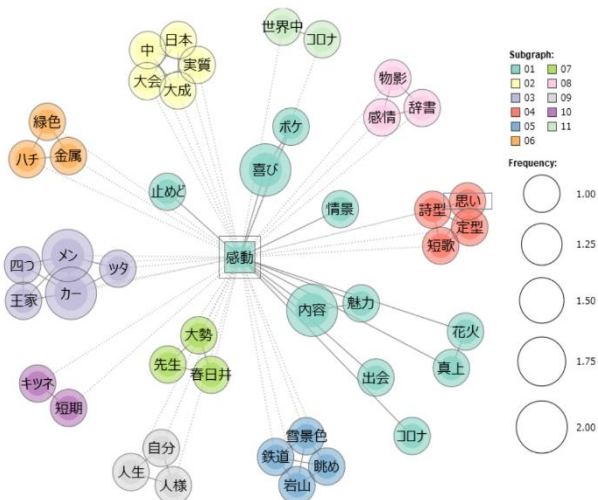 世界中
コロナ
中
日本
実質
大会
大成
物影
感情
辞書
緑色
ハチ
金属
ボケ
喜び
止めど
情景
詩型
思い
定型
短歌
感動
四つ
メン
ツタ
王家
カー
内容
魅力
花火
真上
大勢
先生
春日井
出会
キツネ
短期
コロナ
自分
人生
人様
雪景色
鉄道
眺め
岩山
Subgraph:
01 07
02 08
03 09
04 10
05 11
06
Frequency:
1.00
1.25
1.50
1.75
2.00